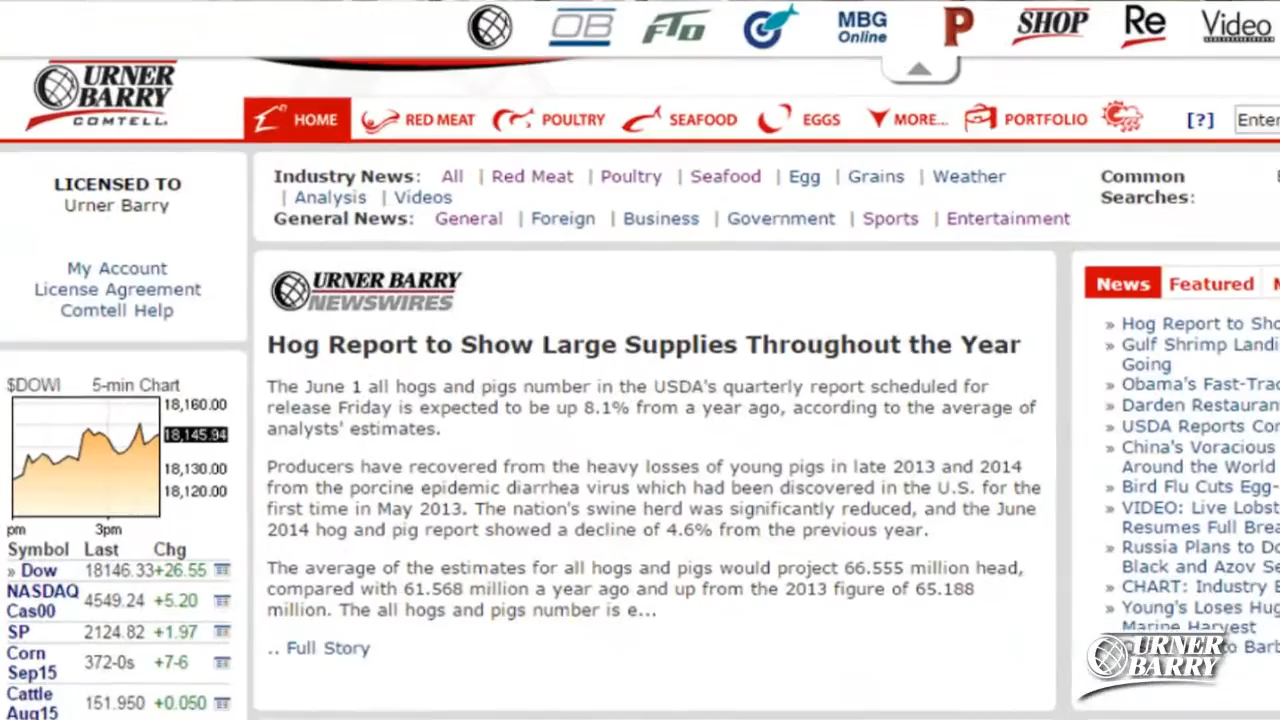 OB
FTO
MBG
Online
P
SHOP
Re
Video
URNER
BARRY
COMTELL
HOME
RED MEAT
POULTRY
SEAFOOD
EGGS
MORE...
PORTFOLIO
[?]
Enter
LICENSED TO
Urner Barry
My Account
License Agreement
Comtell Help
Industry News: All | Red Meat | Poultry | Seafood | Egg | Grains | Weather
| Analysis | Videos
General News: General | Foreign | Business | Government | Sports | Entertainment
Common
Searches:
URNER BARRY
NEWSWIRES
Hog Report to Show Large Supplies Throughout the Year
The June 1 all hogs and pigs number in the USDA's quarterly report scheduled for
release Friday is expected to be up 8.1% from a year ago, according to the average of
analysts' estimates.
Producers have recovered from the heavy losses of young pigs in late 2013 and 2014
from the porcine epidemic diarrhea virus which had been discovered in the U.S. for the
first time in May 2013. The nation's swine herd was significantly reduced, and the June
2014 hog and pig report showed a decline of 4.6% from the previous year.
The average of the estimates for all hogs and pigs would project 66.555 million head,
compared with 61.568 million a year ago and up from the 2013 figure of 65.188
million. The all hogs and pigs number is e...
.. Full Story
$DOWI 5-min Chart
18,160.00
18,145.94
18,130.00
18,120.00
pm 3pm
Symbol Last Chg
» Dow 18146.33 +26.55
NASDAQ
Cas00 4549.24 +5.20
SP 2124.82 +1.97
Corn
Sep15 372-0s +7-6
Cattle
Aug15 151.950 +0.050
News Featured
» Hog Report to Sho
» Gulf Shrimp Landi
Going
» Obama's Fast-Trac
» Darden Restauran
» USDA Reports Cor
» China's Voracious
Around the World
» Bird Flu Cuts Egg-
» VIDEO: Live Lobst
Resumes Full Brea
» Russia Plans to Do
Black and Azov Se
» CHART: Industry
» Young's Loses Hug
Marine Harvest
to Barb
URNER
BARRY